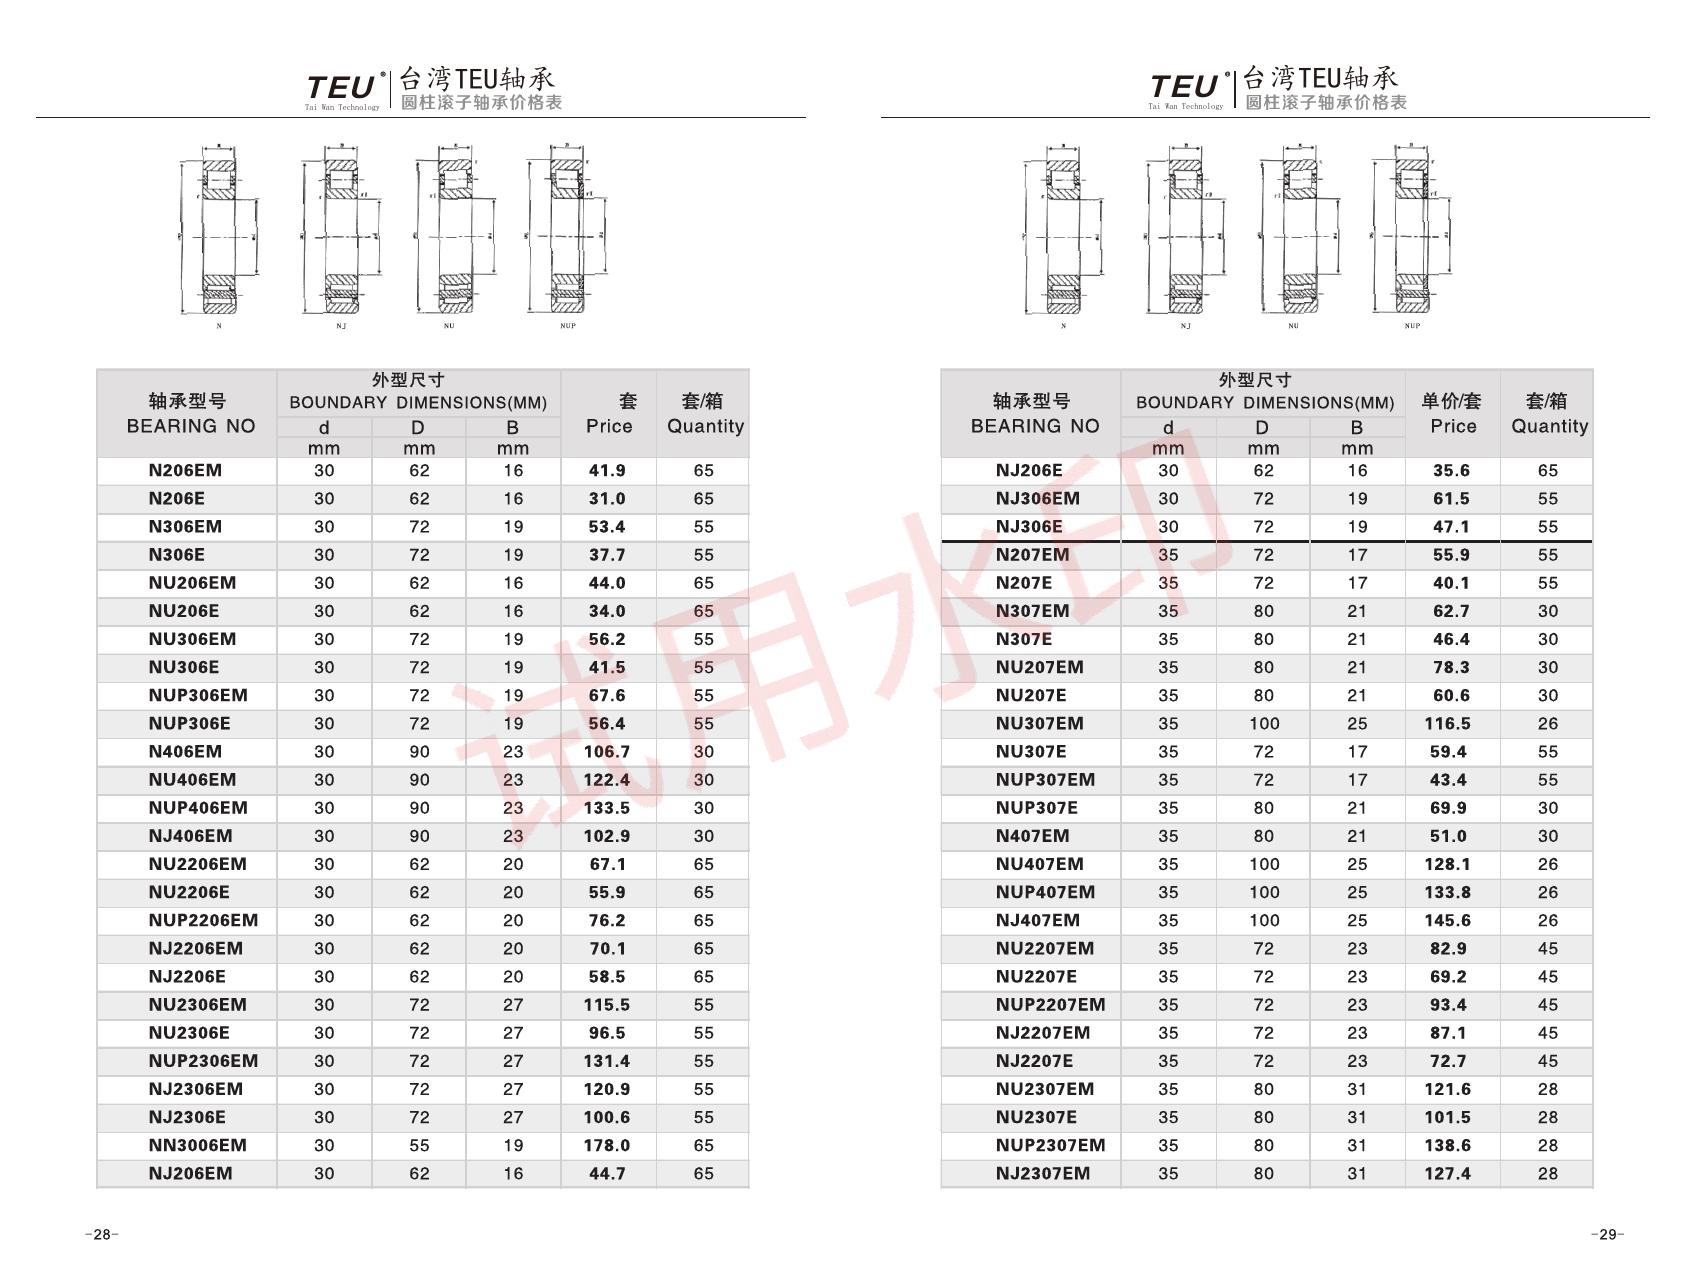 TEU® 台湾TEU轴承
Tai Wan Technology 圆柱滚子轴承价格表
N NJ NU NUP
轴承型号 外型尺寸 套 套/箱
BEARING NO BOUNDARY DIMENSIONS(MM) Price Quantity
d D B
mm mm mm
N206EM 30 62 16 41.9 65
N206E 30 62 16 31.0 65
N306EM 30 72 19 53.4 55
N306E 30 72 19 37.7 55
NU206EM 30 62 16 44.0 65
NU206E 30 62 16 34.0 65
NU306EM 30 72 19 56.2 55
NU306E 30 72 19 41.5 55
NUP306EM 30 72 19 67.6 55
NUP306E 30 72 19 56.4 55
N406EM 30 90 23 106.7 30
NU406EM 30 90 23 122.4 30
NUP406EM 30 90 23 133.5 30
NJ406EM 30 90 23 102.9 30
NU2206EM 30 62 20 67.1 65
NU2206E 30 62 20 55.9 65
NUP2206EM 30 62 20 76.2 65
NJ2206EM 30 62 20 70.1 65
NJ2206E 30 62 20 58.5 65
NU2306EM 30 72 27 115.5 55
NU2306E 30 72 27 96.5 55
NUP2306EM 30 72 27 131.4 55
NJ2306EM 30 72 27 120.9 55
NJ2306E 30 72 27 100.6 55
NN3006EM 30 55 19 178.0 65
NJ206EM 30 62 16 44.7 65
-28-
TEU® 台湾TEU轴承
Tai Wan Technology 圆柱滚子轴承价格表
N NJ NU NUP
轴承型号 外型尺寸 单价/套 套/箱
BEARING NO BOUNDARY DIMENSIONS(MM) Price Quantity
d D B
mm mm mm
NJ206E 30 62 16 35.6 65
NJ306EM 30 72 19 61.5 55
NJ306E 30 72 19 47.1 55
N207EM 35 72 17 55.9 55
N207E 35 72 17 40.1 55
N307EM 35 80 21 62.7 30
N307E 35 80 21 46.4 30
NU207EM 35 80 21 78.3 30
NU207E 35 80 21 60.6 30
NU307EM 35 100 25 116.5 26
NU307E 35 72 17 59.4 55
NUP307EM 35 72 17 43.4 55
NUP307E 35 80 21 69.9 30
N407EM 35 80 21 51.0 30
NU407EM 35 100 25 128.1 26
NUP407EM 35 100 25 133.8 26
NJ407EM 35 100 25 145.6 26
NU2207EM 35 72 23 82.9 45
NU2207E 35 72 23 69.2 45
NUP2207EM 35 72 23 93.4 45
NJ2207EM 35 72 23 87.1 45
NJ2207E 35 72 23 72.7 45
NU2307EM 35 80 31 121.6 28
NU2307E 35 80 31 101.5 28
NUP2307EM 35 80 31 138.6 28
NJ2307EM 35 80 31 127.4 28
-29-
试用水印